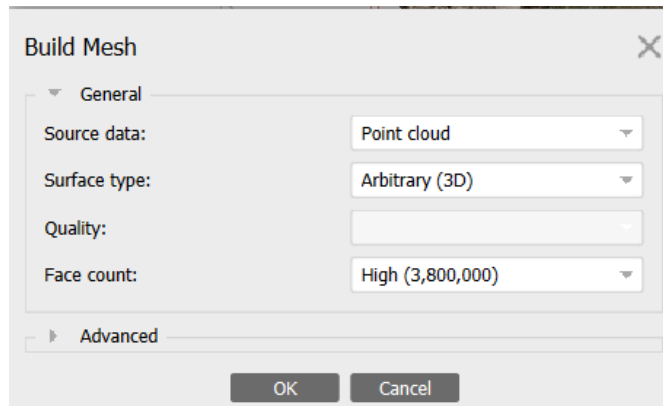 Build Mesh
General
Source data: Point cloud
Surface type: Arbitrary (3D)
Quality:
Face count: High (3,800,000)
Advanced
OK Cancel